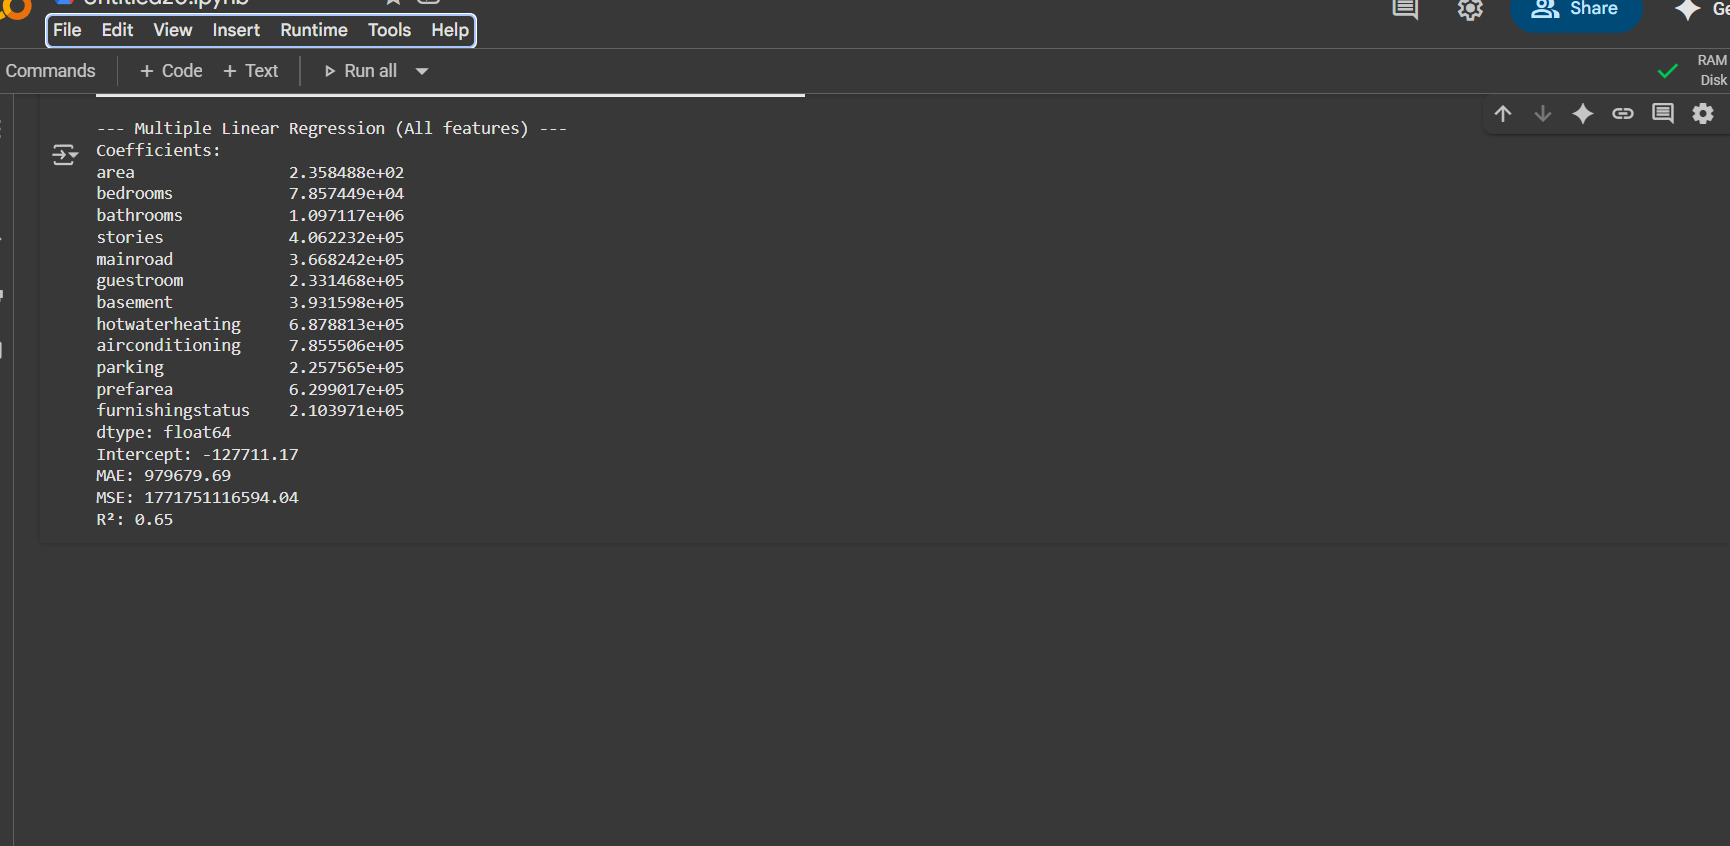 File Edit View Insert Runtime Tools Help
Share
Commands + Code + Text Run all
RAM
Disk
--- Multiple Linear Regression (All features) ---
Coefficients:
area 2.358488e+02
bedrooms 7.857449e+04
bathrooms 1.097117e+06
stories 4.062232e+05
mainroad 3.668242e+05
guestroom 2.331468e+05
basement 3.931598e+05
hotwaterheating 6.878813e+05
airconditioning 7.855506e+05
parking 2.257565e+05
prefarea 6.299017e+05
furnishingstatus 2.103971e+05
dtype: float64
Intercept: -127711.17
MAE: 979679.69
MSE: 1771751116594.04
R²: 0.65